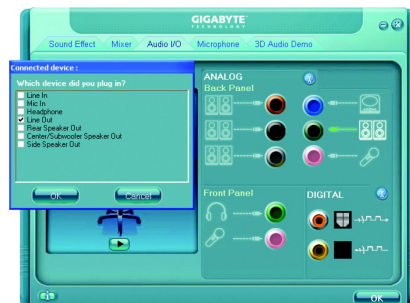 GIGABYTE
TECHNOLOGY
Sound Effect Mixer Audio I/O Microphone 3D Audio Demo
Connected device :
Which device did you plug in?
Line In
Mic In
Headphone
Line Out
Rear Speaker Out
Center/Subwoofer Speaker Out
Side Speaker Out
OK Cancel
ANALOG
Back Panel
Front Panel
DIGITAL
OK